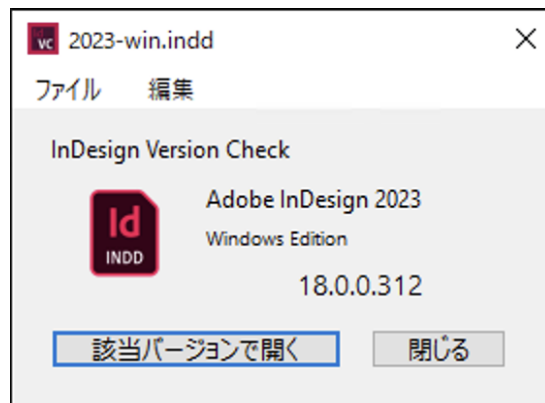 vc 2023-win.indd
ファイル 編集
InDesign Version Check
Id
INDD
Adobe InDesign 2023
Windows Edition
18.0.0.312
該当バージョンで開く 閉じる